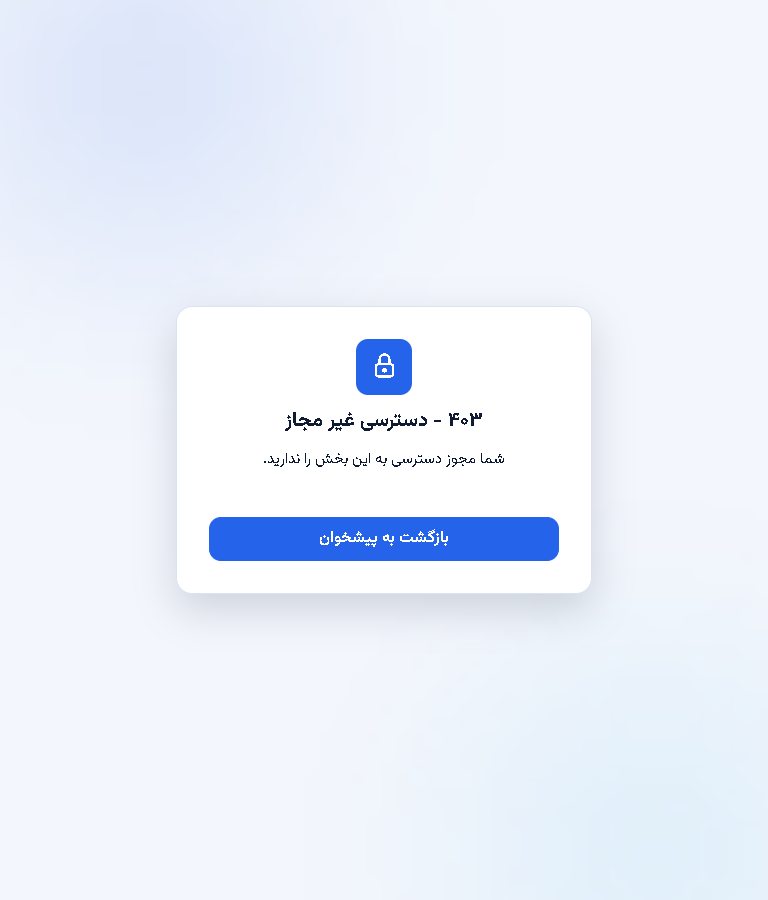 ۴۰۳ - دسترسی غیر مجاز
شما مجوز دسترسی به این بخش را ندارید.
بازگشت به پیشخوان